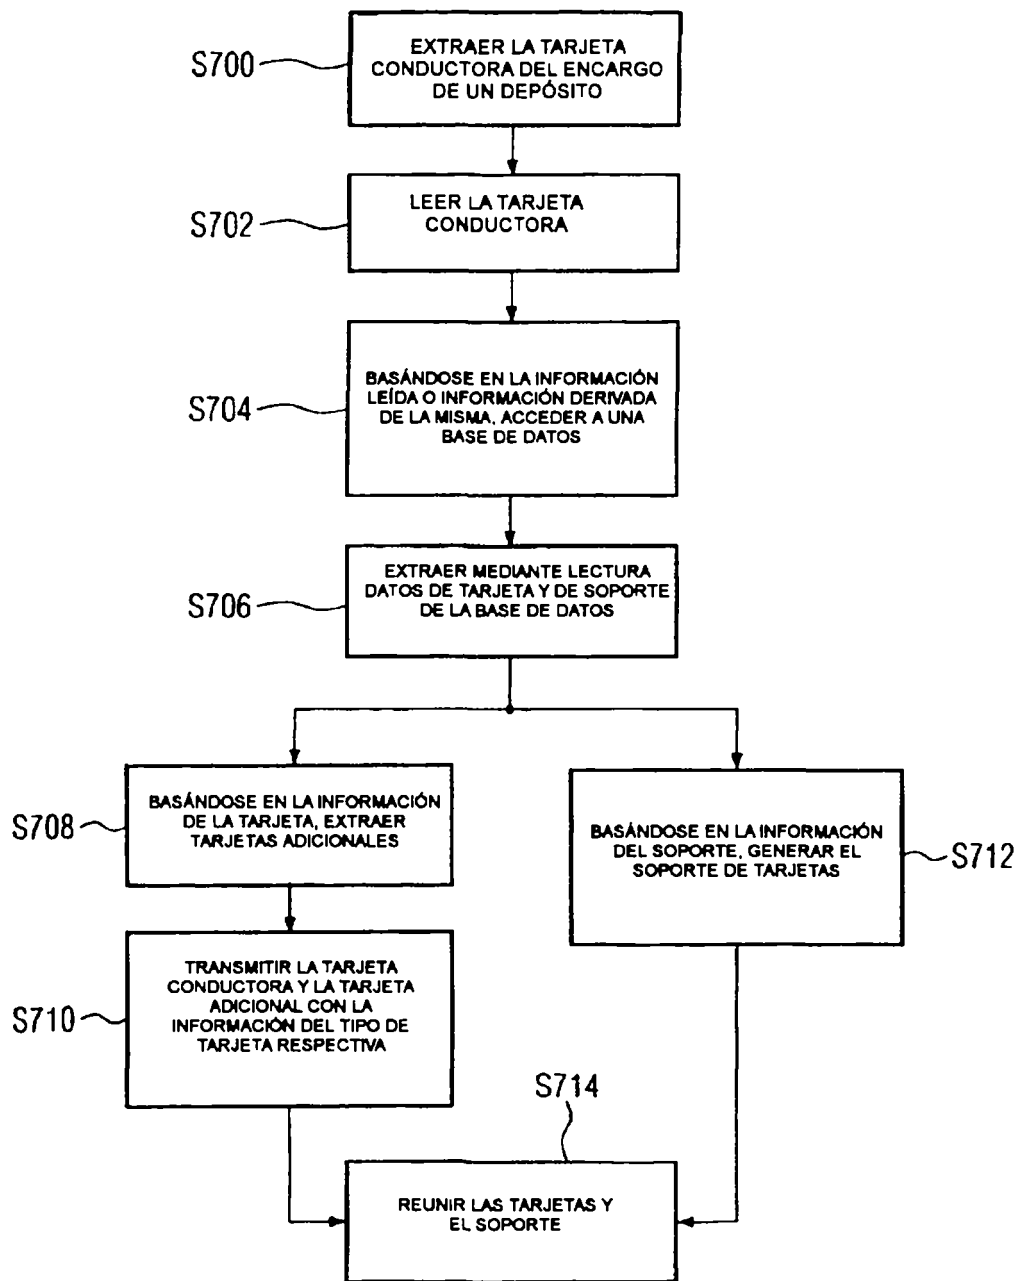 S700
EXTRAER LA TARJETA
CONDUCTORA DEL ENCARGO
DE UN DEPÓSITO
S702
LEER LA TARJETA
CONDUCTORA
S704
BASÁNDOSE EN LA INFORMACIÓN
LEÍDA O INFORMACIÓN DERIVADA
DE LA MISMA, ACCEDER A UNA
BASE DE DATOS
S706
EXTRAER MEDIANTE LECTURA
DATOS DE TARJETA Y DE SOPORTE
DE LA BASE DE DATOS
S708
BASÁNDOSE EN LA INFORMACIÓN
DE LA TARJETA, EXTRAER
TARJETAS ADICIONALES
BASÁNDOSE EN LA INFORMACIÓN
DEL SOPORTE, GENERAR EL
SOPORTE DE TARJETAS
S712
S710
TRANSMITIR LA TARJETA
CONDUCTORA Y LA TARJETA
ADICIONAL CON LA
INFORMACIÓN DEL TIPO DE
TARJETA RESPECTIVA
S714
REUNIR LAS TARJETAS Y
EL SOPORTE